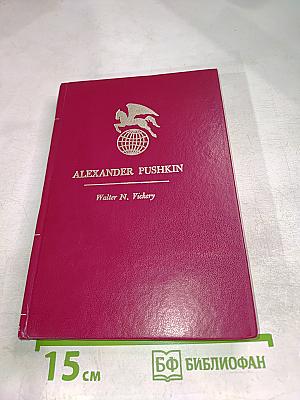 ALEXANDER PUSHKIN
Walter N. Vickery
15 см
БФ БИБЛИОФАН